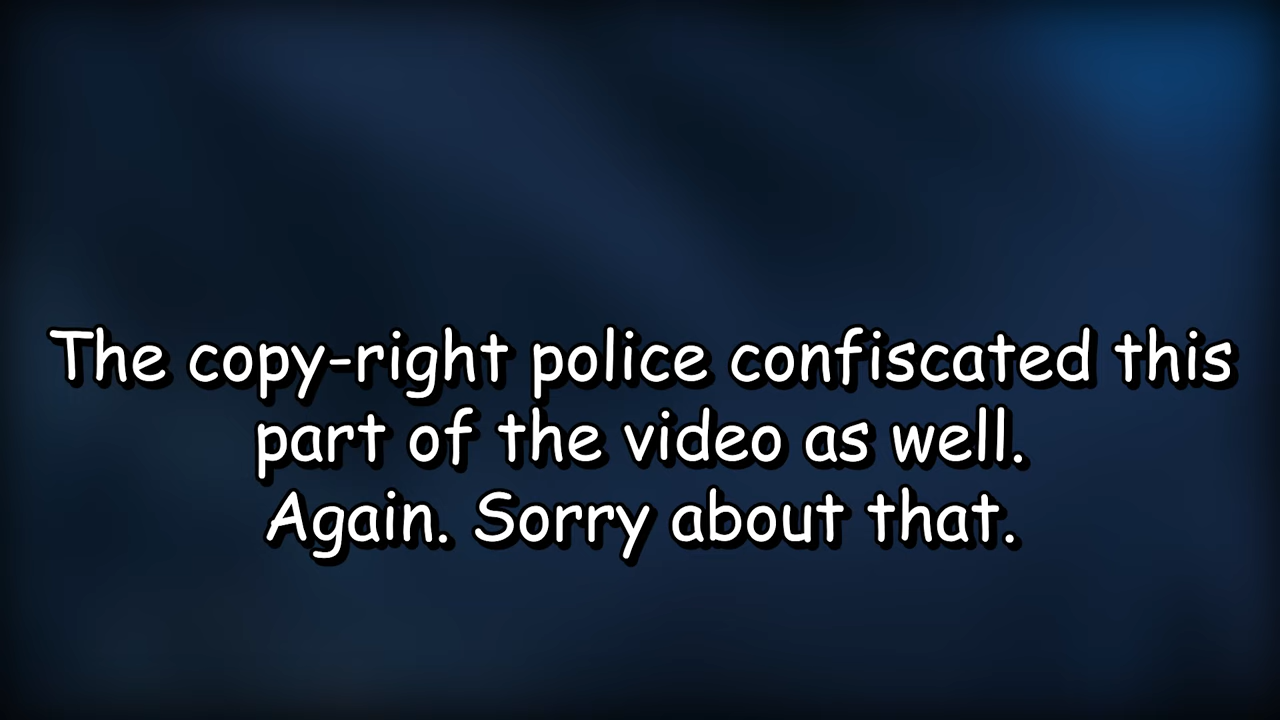 The copy-right police confiscated this
part of the video as well.
Again. Sorry about that.